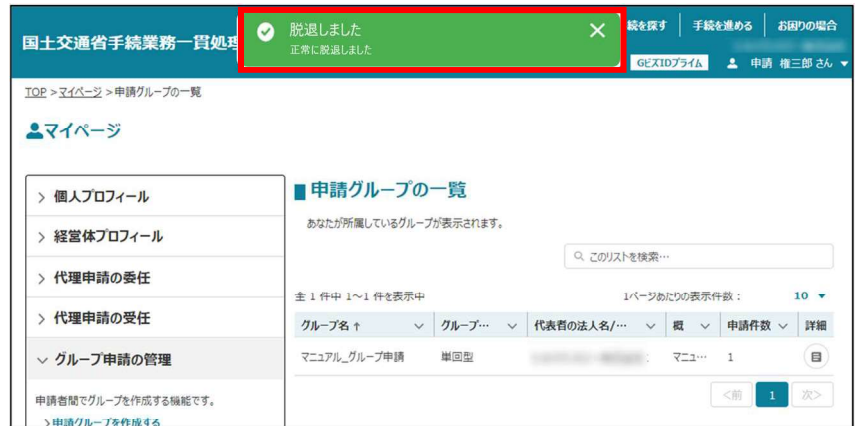 脱退しました
正常に脱退しました
国土交通省手続業務一貫処理
続を探す
手続を進める
お困りの場合
GビズIDプライム
申請 権三郎 さん
TOP >マイページ >申請グループの一覧
マイページ
個人プロフィール
経営体プロフィール
代理申請の委任
代理申請の受任
グループ申請の管理
申請者間でグループを作成する機能です。
>申請グループを作成する
申請グループの一覧
あなたが所属しているグループが表示されます。
このリストを検索…
全 1 件中 1～1 件を表示中
1ページあたりの表示件数： 10
グループ名↑ グループ… 代表者の法人名/… 概 申請件数 詳細
マニュアル_グループ申請 単回型 マニュ… 1
<前 1 次>